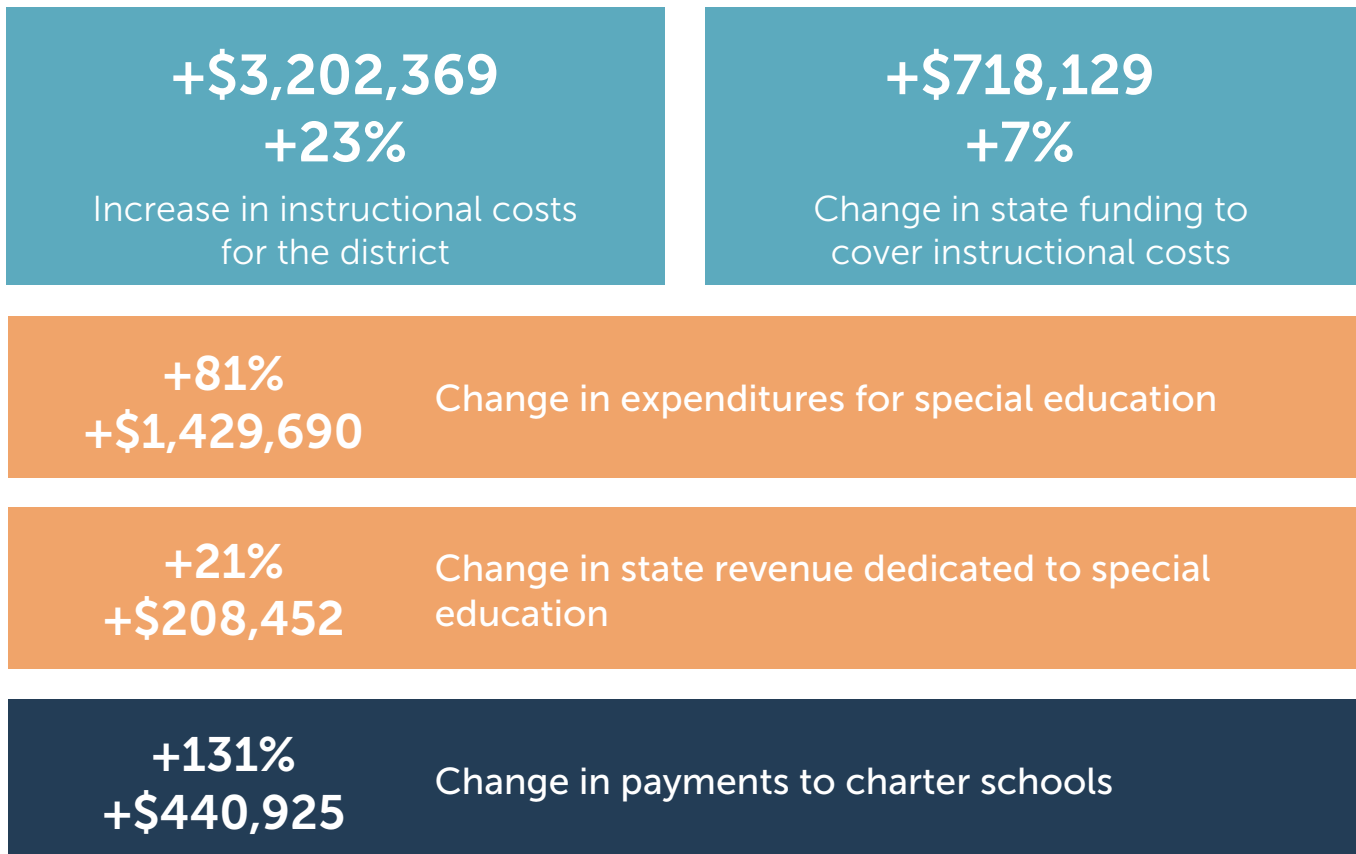 +$3,202,369
+23%
Increase in instructional costs
for the district
+$718,129
+7%
Change in state funding to
cover instructional costs
+81%
+$1,429,690
Change in expenditures for special education
+21%
+$208,452
Change in state revenue dedicated to special
education
+131%
+$440,925
Change in payments to charter schools